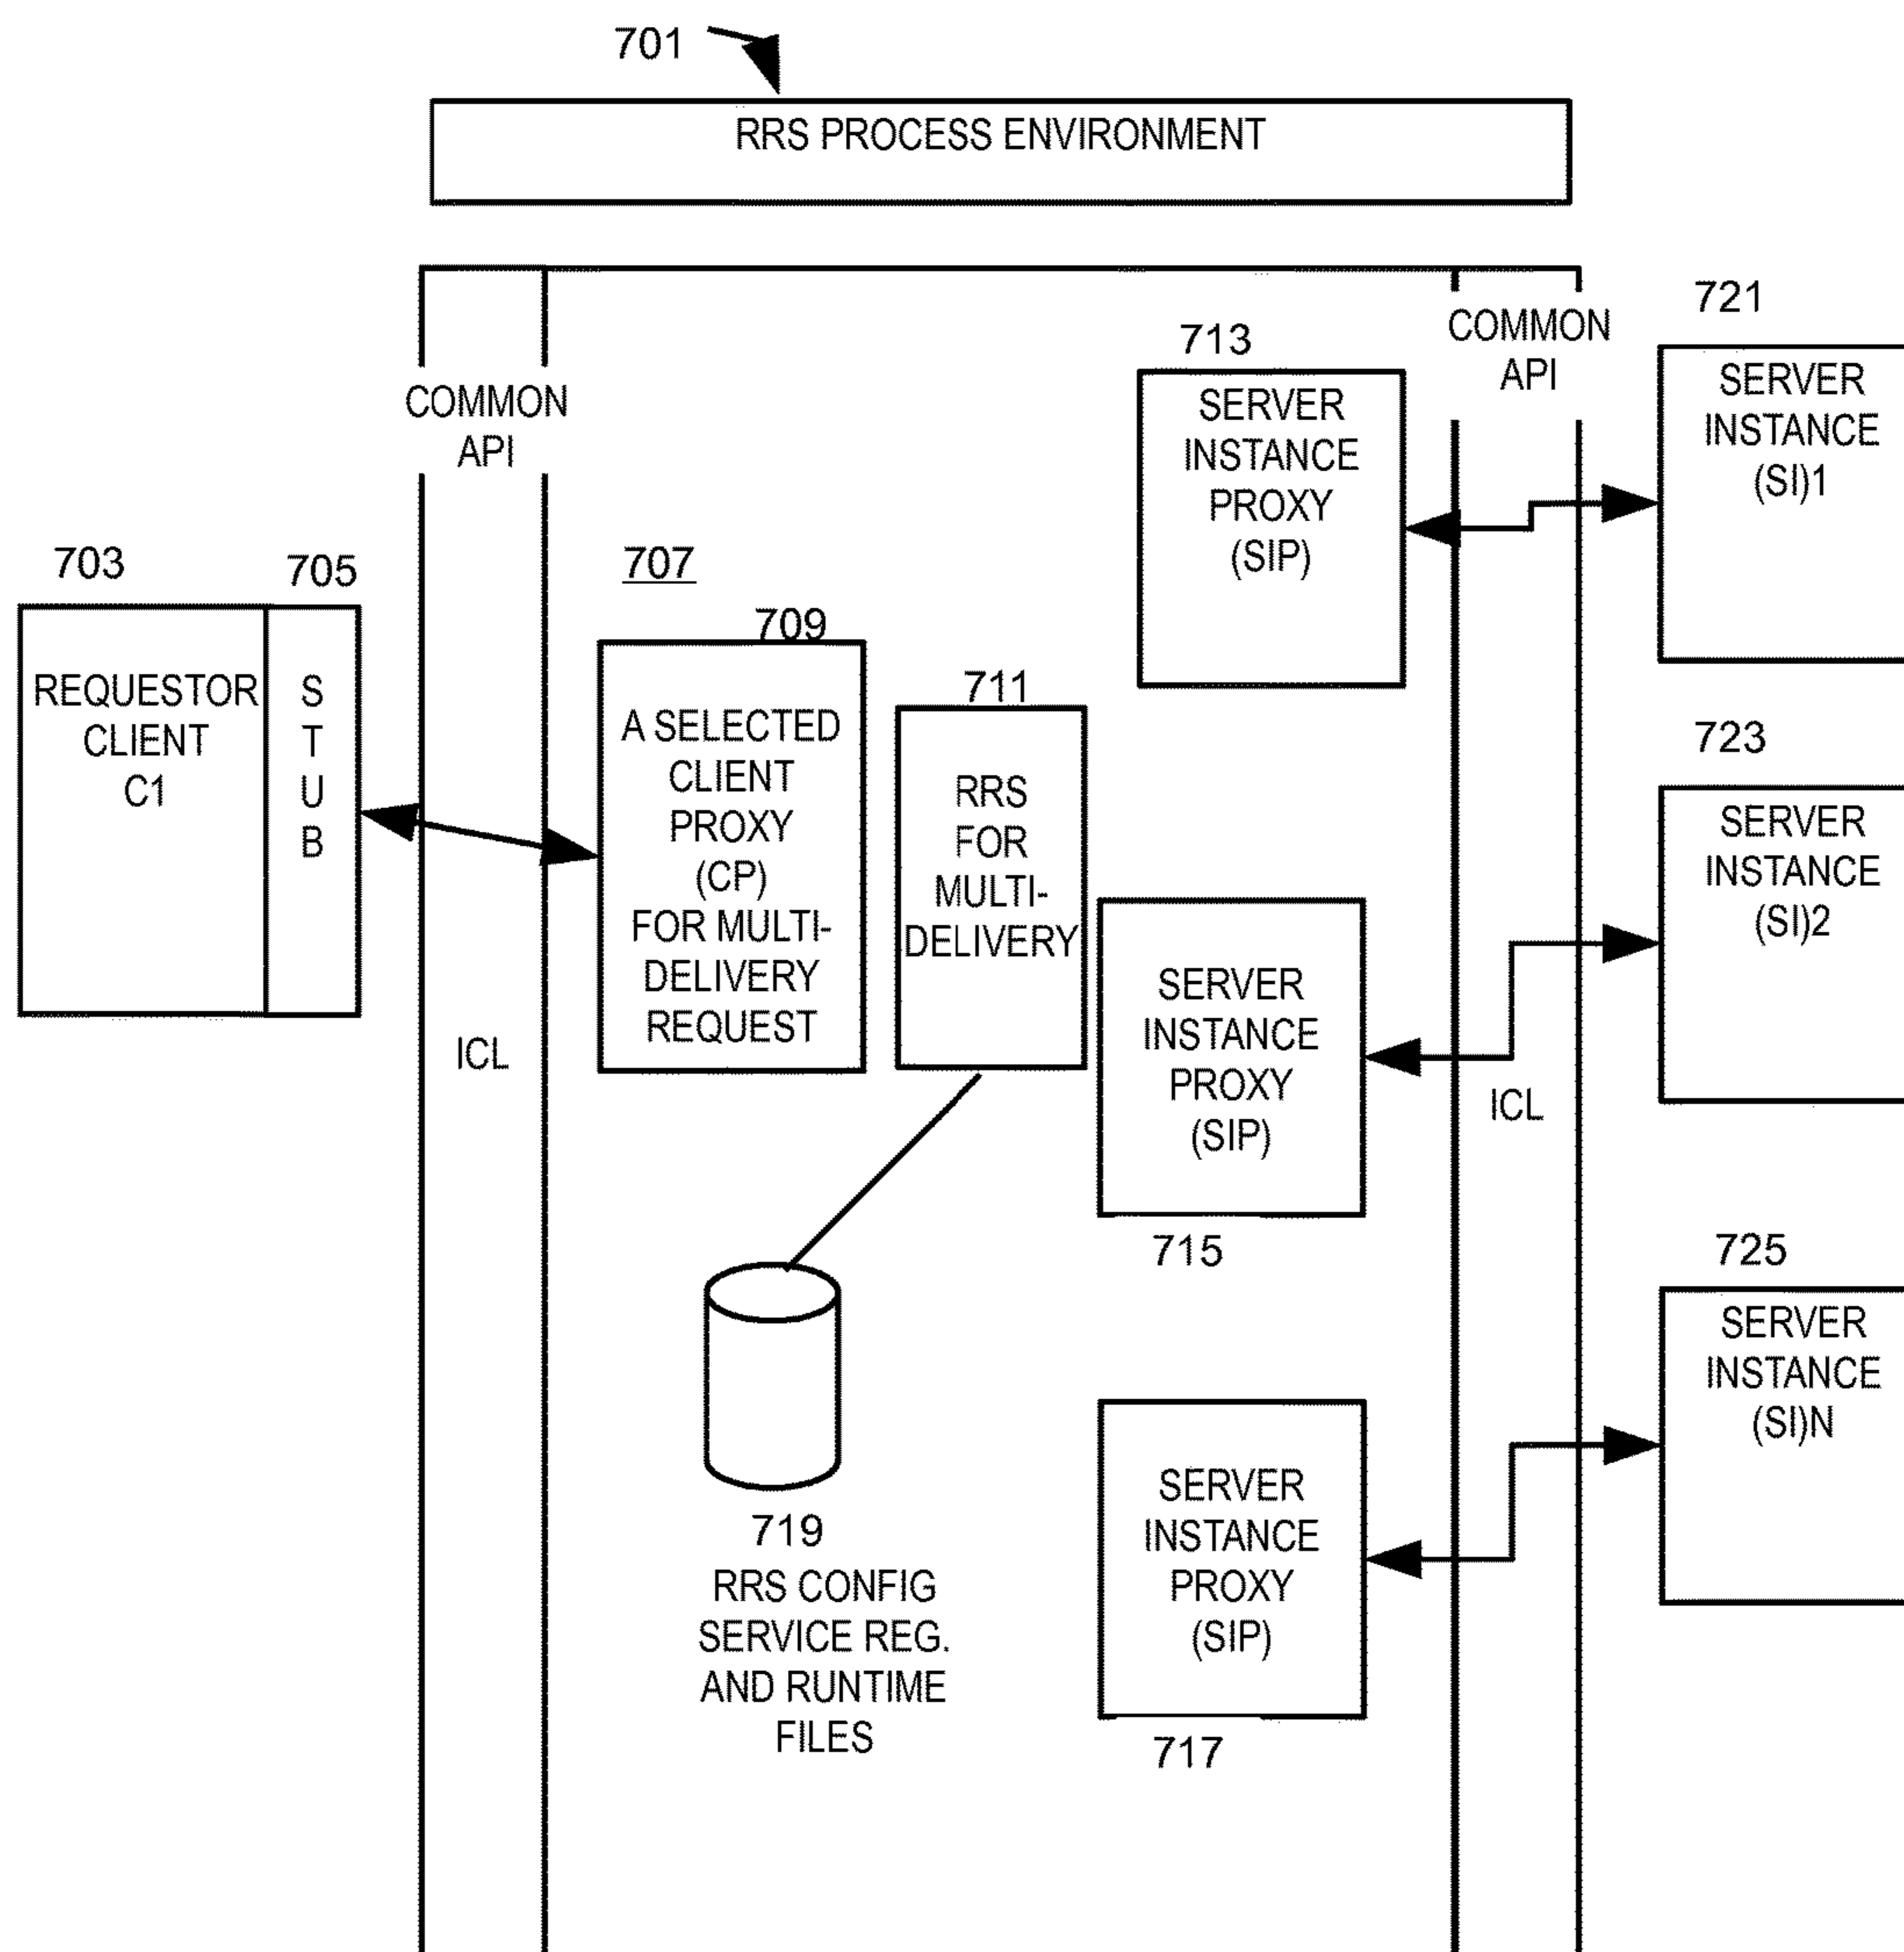 701
RRS PROCESS ENVIRONMENT
COMMON
API
ICL
703
REQUESTOR
CLIENT
C1
705
S
T
U
B
707
709
A SELECTED
CLIENT
PROXY
(CP)
FOR MULTI-
DELIVERY
REQUEST
711
RRS
FOR
MULTI-
DELIVERY
713
SERVER
INSTANCE
PROXY
(SIP)
SERVER
INSTANCE
PROXY
(SIP)
715
SERVER
INSTANCE
PROXY
(SIP)
717
719
RRS CONFIG
SERVICE REG.
AND RUNTIME
FILES
COMMON
API
ICL
721
SERVER
INSTANCE
(SI)1
723
SERVER
INSTANCE
(SI)2
725
SERVER
INSTANCE
(SI)N